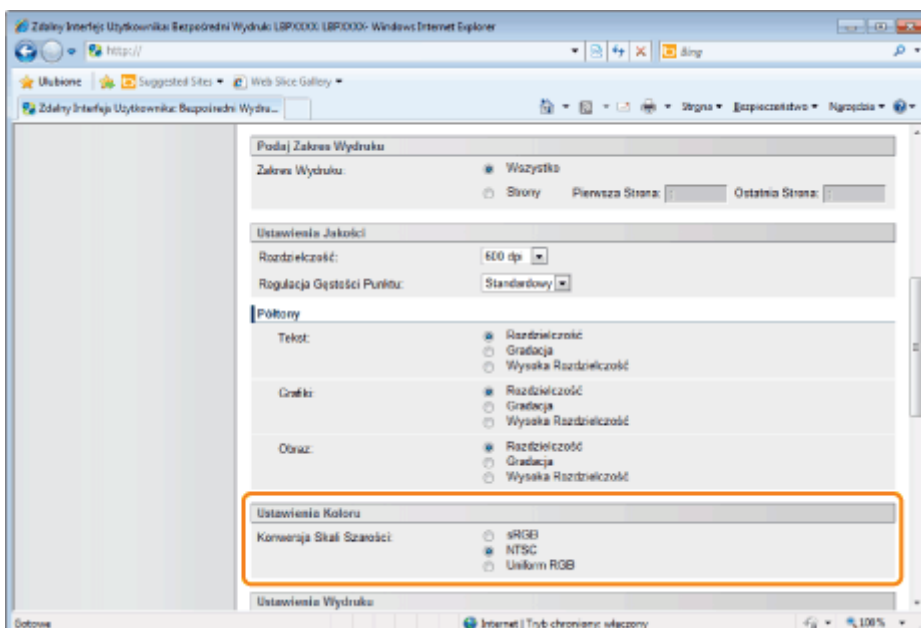 Zdalny Interfejs Użytkownika: Bezpośredni Wydruk: LBPXXXX: LBPXXXX- Windows Internet Explorer
http://
Bing
Ulubione Suggested Sites Web Slice Gallery
Zdalny Interfejs Użytkownika: Bezpośredni Wydru...
Strona Bezpieczeństwo Narzędzia
Podaj Zakres Wydruku
Zakres Wydruku: Wszystko
Strony Pierwsza Strona: Ostatnia Strona:
Ustawienia Jakości
Rozdzielczość: 600 dpi
Regulacja Gęstości Punktu: Standardowy
Półtony
Tekst: Rozdzielczość
Gradacja
Wysoka Rozdzielczość
Grafiki: Rozdzielczość
Gradacja
Wysoka Rozdzielczość
Obraz: Rozdzielczość
Gradacja
Wysoka Rozdzielczość
Ustawienia Koloru
Konwersja Skali Szarości: sRGB
NTSC
Uniform RGB
Ustawienia Wydruku
Gotowe Internet | Tryb chroniony: włączony 100%